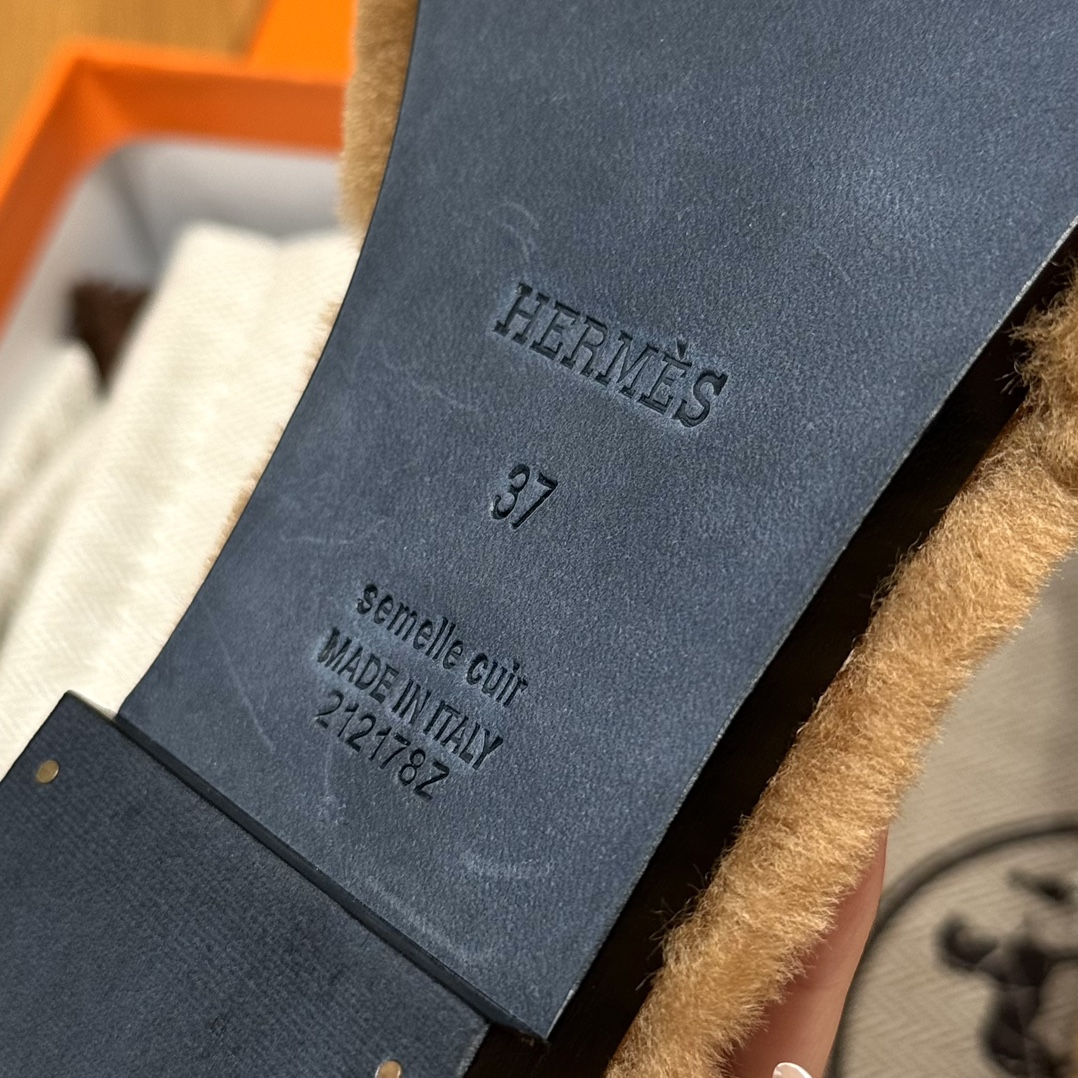 HERMÈS
37
semelle cuir
MADE IN ITALY
212178Z